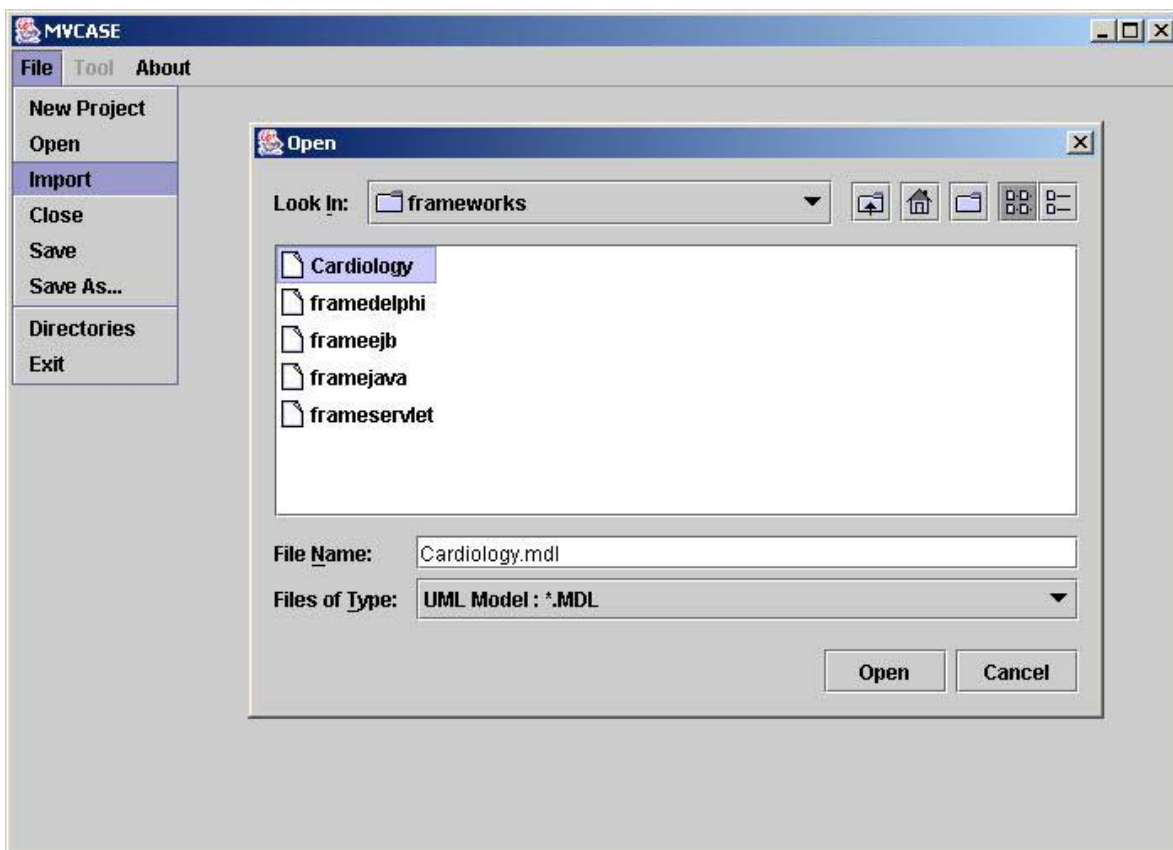 MVCASE
File Tool About
New Project
Open
Import
Close
Save
Save As...
Directories
Exit
Open
Look In: frameworks
Cardiology
framedelphi
frameejb
framejava
frameservlet
File Name: Cardiology.mdl
Files of Type: UML Model : *.MDL
Open Cancel